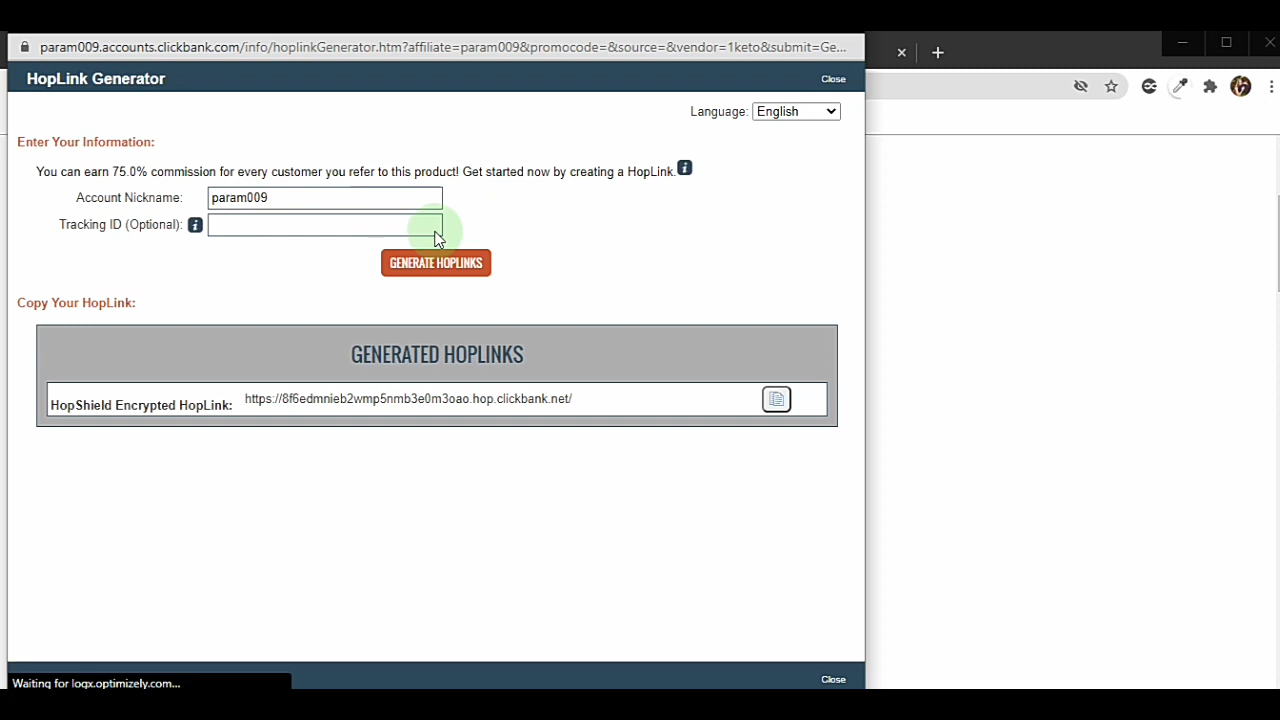 param009.accounts.clickbank.com/info/hoplinkGenerator.htm?affiliate=param009&promocode=&source=&vendor=1keto&submit=Ge...
HopLink Generator
Close
Language: English
Enter Your Information:
You can earn 75.0% commission for every customer you refer to this product! Get started now by creating a HopLink.
Account Nickname: param009
Tracking ID (Optional):
GENERATE HOPLINKS
Copy Your HopLink:
GENERATED HOPLINKS
HopShield Encrypted HopLink: https://8f6edmnieb2wmp5nmb3e0m3oao.hop.clickbank.net/
Close
Waiting for logx.optimizely.com...